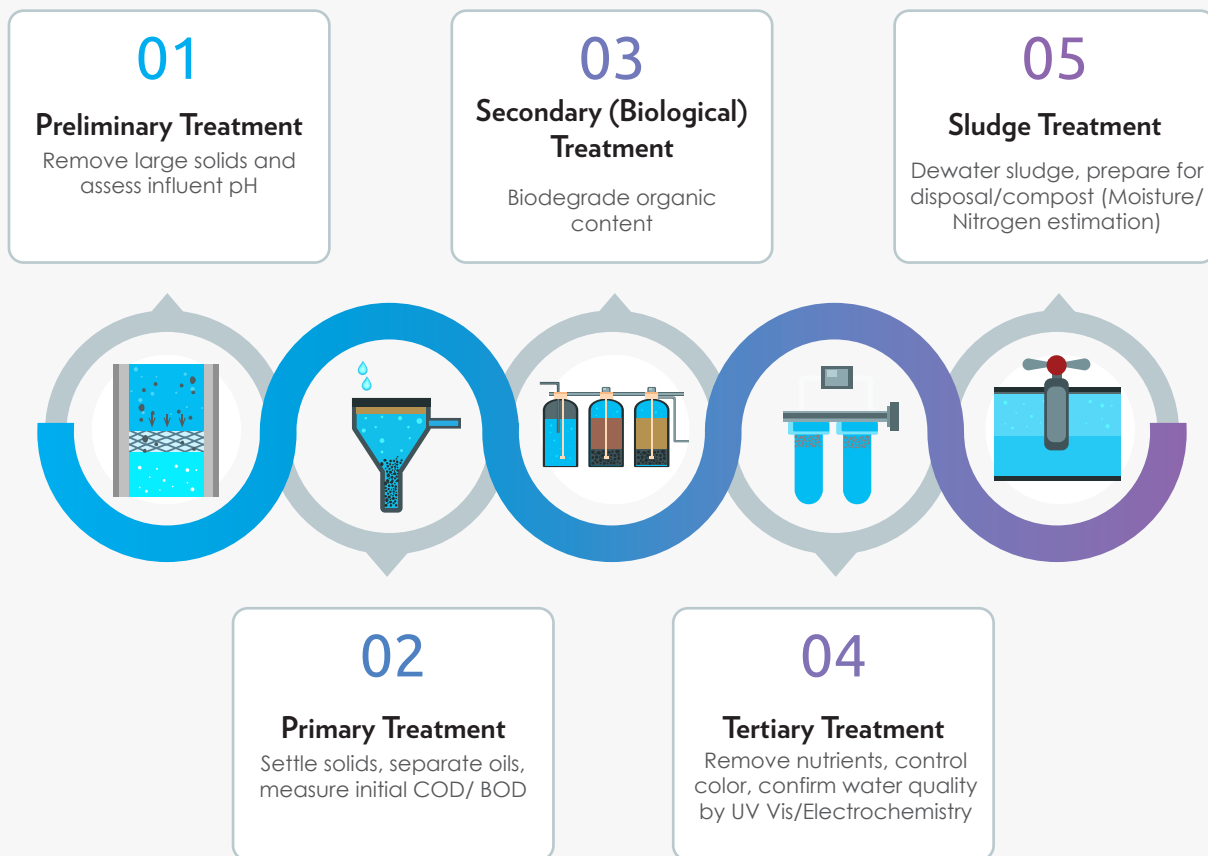 01
Preliminary Treatment
Remove large solids and
assess influent pH
02
Primary Treatment
Settle solids, separate oils,
measure initial COD/ BOD
03
Secondary (Biological)
Treatment
Biodegrade organic
content
04
Tertiary Treatment
Remove nutrients, control
color, confirm water quality
by UV Vis/Electrochemistry
05
Sludge Treatment
Dewater sludge, prepare for
disposal/compost (Moisture/
Nitrogen estimation)